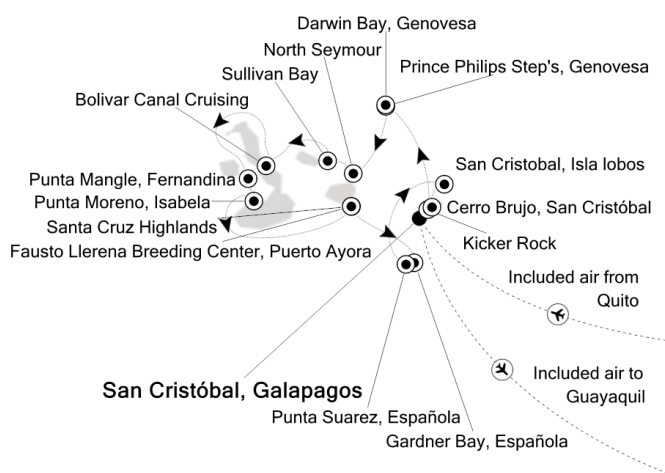 Darwin Bay, Genovesa
North Seymour
Prince Philips Step's, Genovesa
Sullivan Bay
Bolivar Canal Cruising
San Cristobal, Isla lobos
Punta Mangle, Fernandina
Punta Moreno, Isabela
Cerro Brujo, San Cristóbal
Santa Cruz Highlands
Kicker Rock
Fausto Llerena Breeding Center, Puerto Ayora
Included air from
Quito
Included air to
Guayaquil
San Cristóbal, Galapagos
Punta Suarez, Española
Gardner Bay, Española